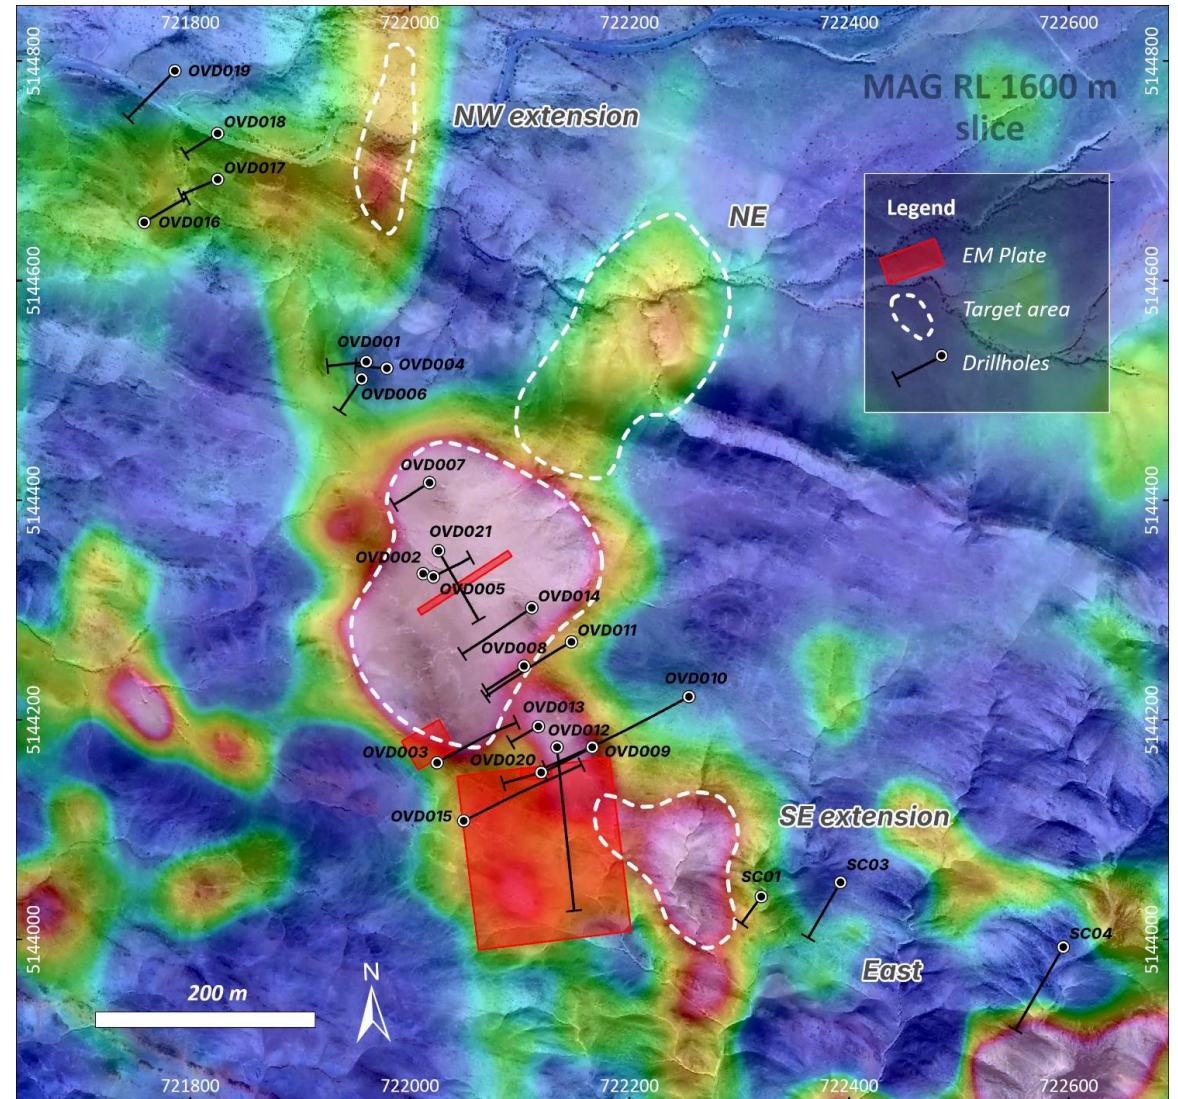 721800 722000 722200 722400 722600
5144800
5144800
MAG RL 1600 m
slice
OVD019
NW extension
OVD018
OVD017
OVD016
NE
Legend
EM Plate
Target area
Drillholes
5144600
5144600
OVD001
OVD004
OVD006
OVD007
5144400
5144400
OVD021
OVD002
OVD005
OVD014
OVD011
OVD008
OVD010
OVD013
5144200
5144200
OVD012
OVD003
OVD009
OVD020
OVD015
SE extension
SC01
SC03
5144000
5144000
SC04
East
N
200 m
721800 722000 722200 722400 722600